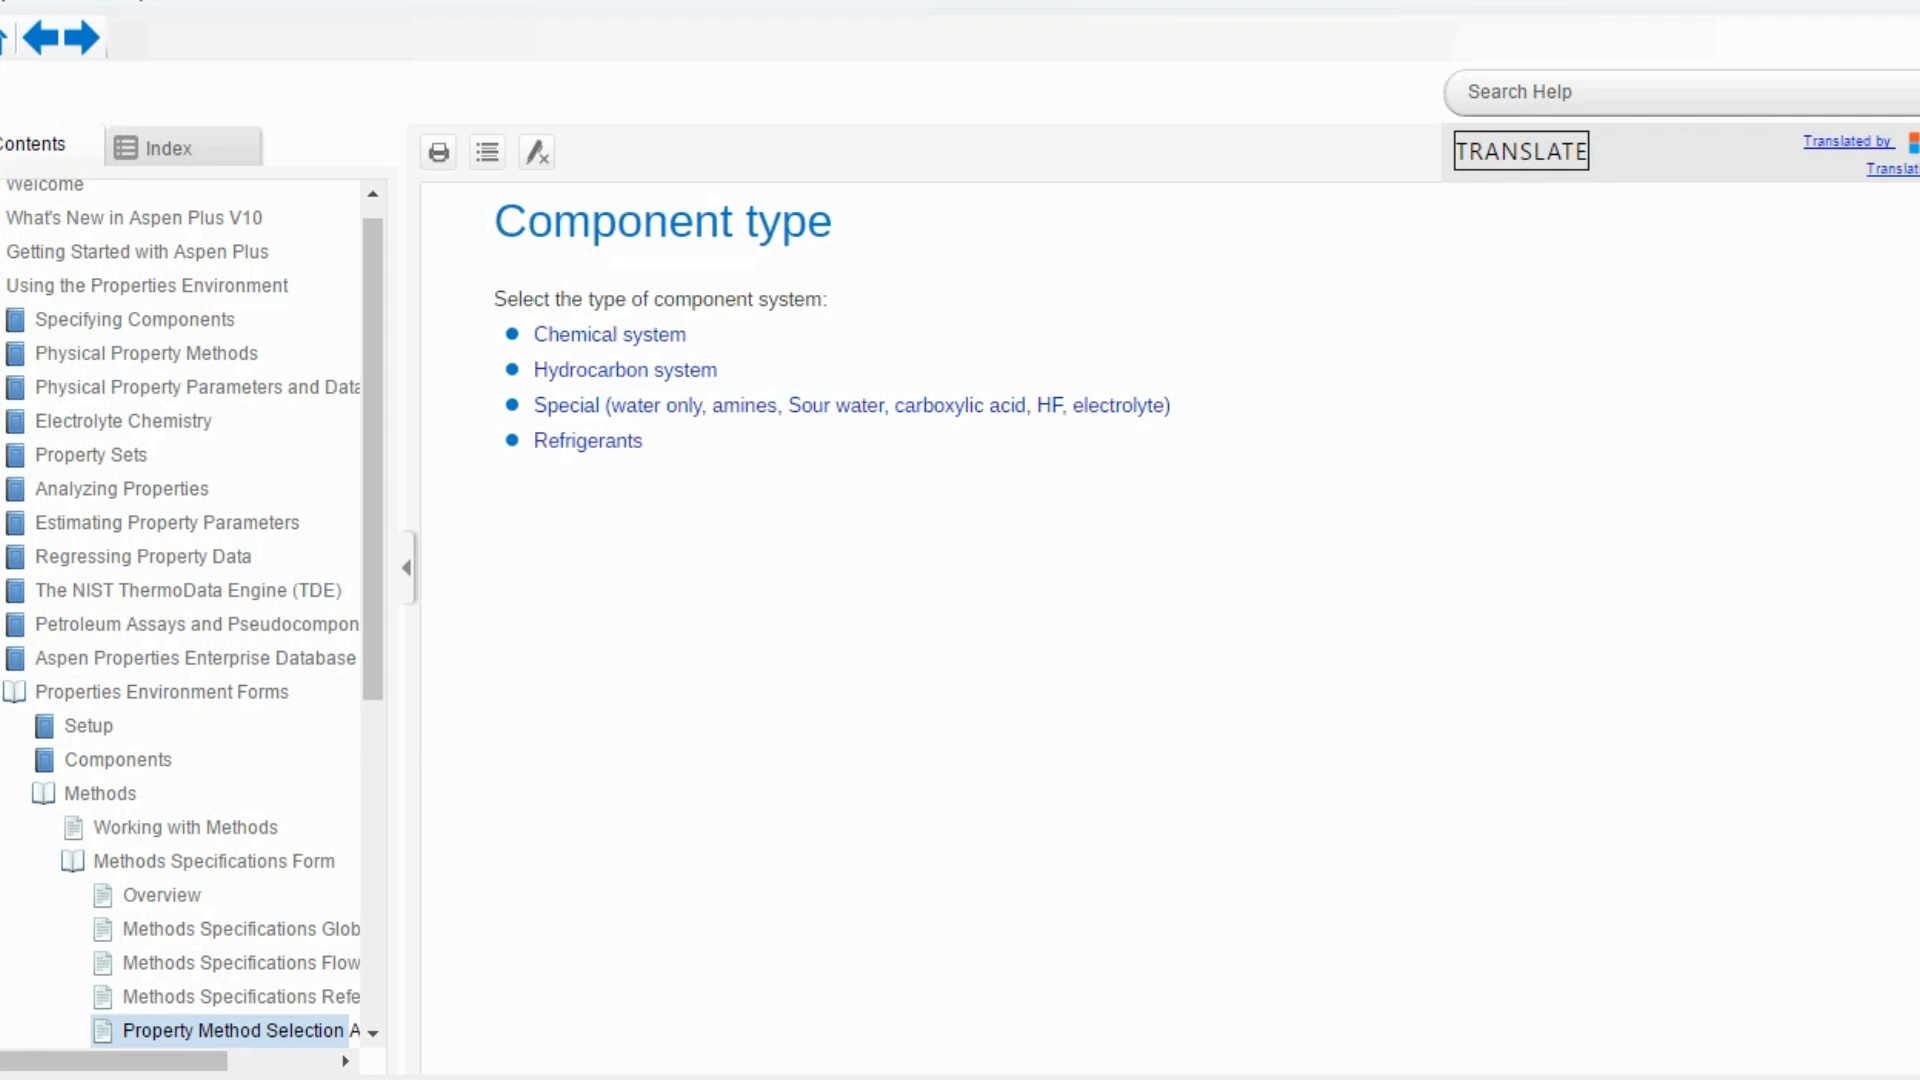 Search Help
Contents
Index
TRANSLATE
Translated by
Welcome
What's New in Aspen Plus V10
Getting Started with Aspen Plus
Using the Properties Environment
Specifying Components
Physical Property Methods
Physical Property Parameters and Data
Electrolyte Chemistry
Property Sets
Analyzing Properties
Estimating Property Parameters
Regressing Property Data
The NIST ThermoData Engine (TDE)
Petroleum Assays and Pseudocompon
Aspen Properties Enterprise Database
Properties Environment Forms
Setup
Components
Methods
Working with Methods
Methods Specifications Form
Overview
Methods Specifications Glob
Methods Specifications Flow
Methods Specifications Refe
Property Method Selection A
Component type
Select the type of component system:
Chemical system
Hydrocarbon system
Special (water only, amines, Sour water, carboxylic acid, HF, electrolyte)
Refrigerants